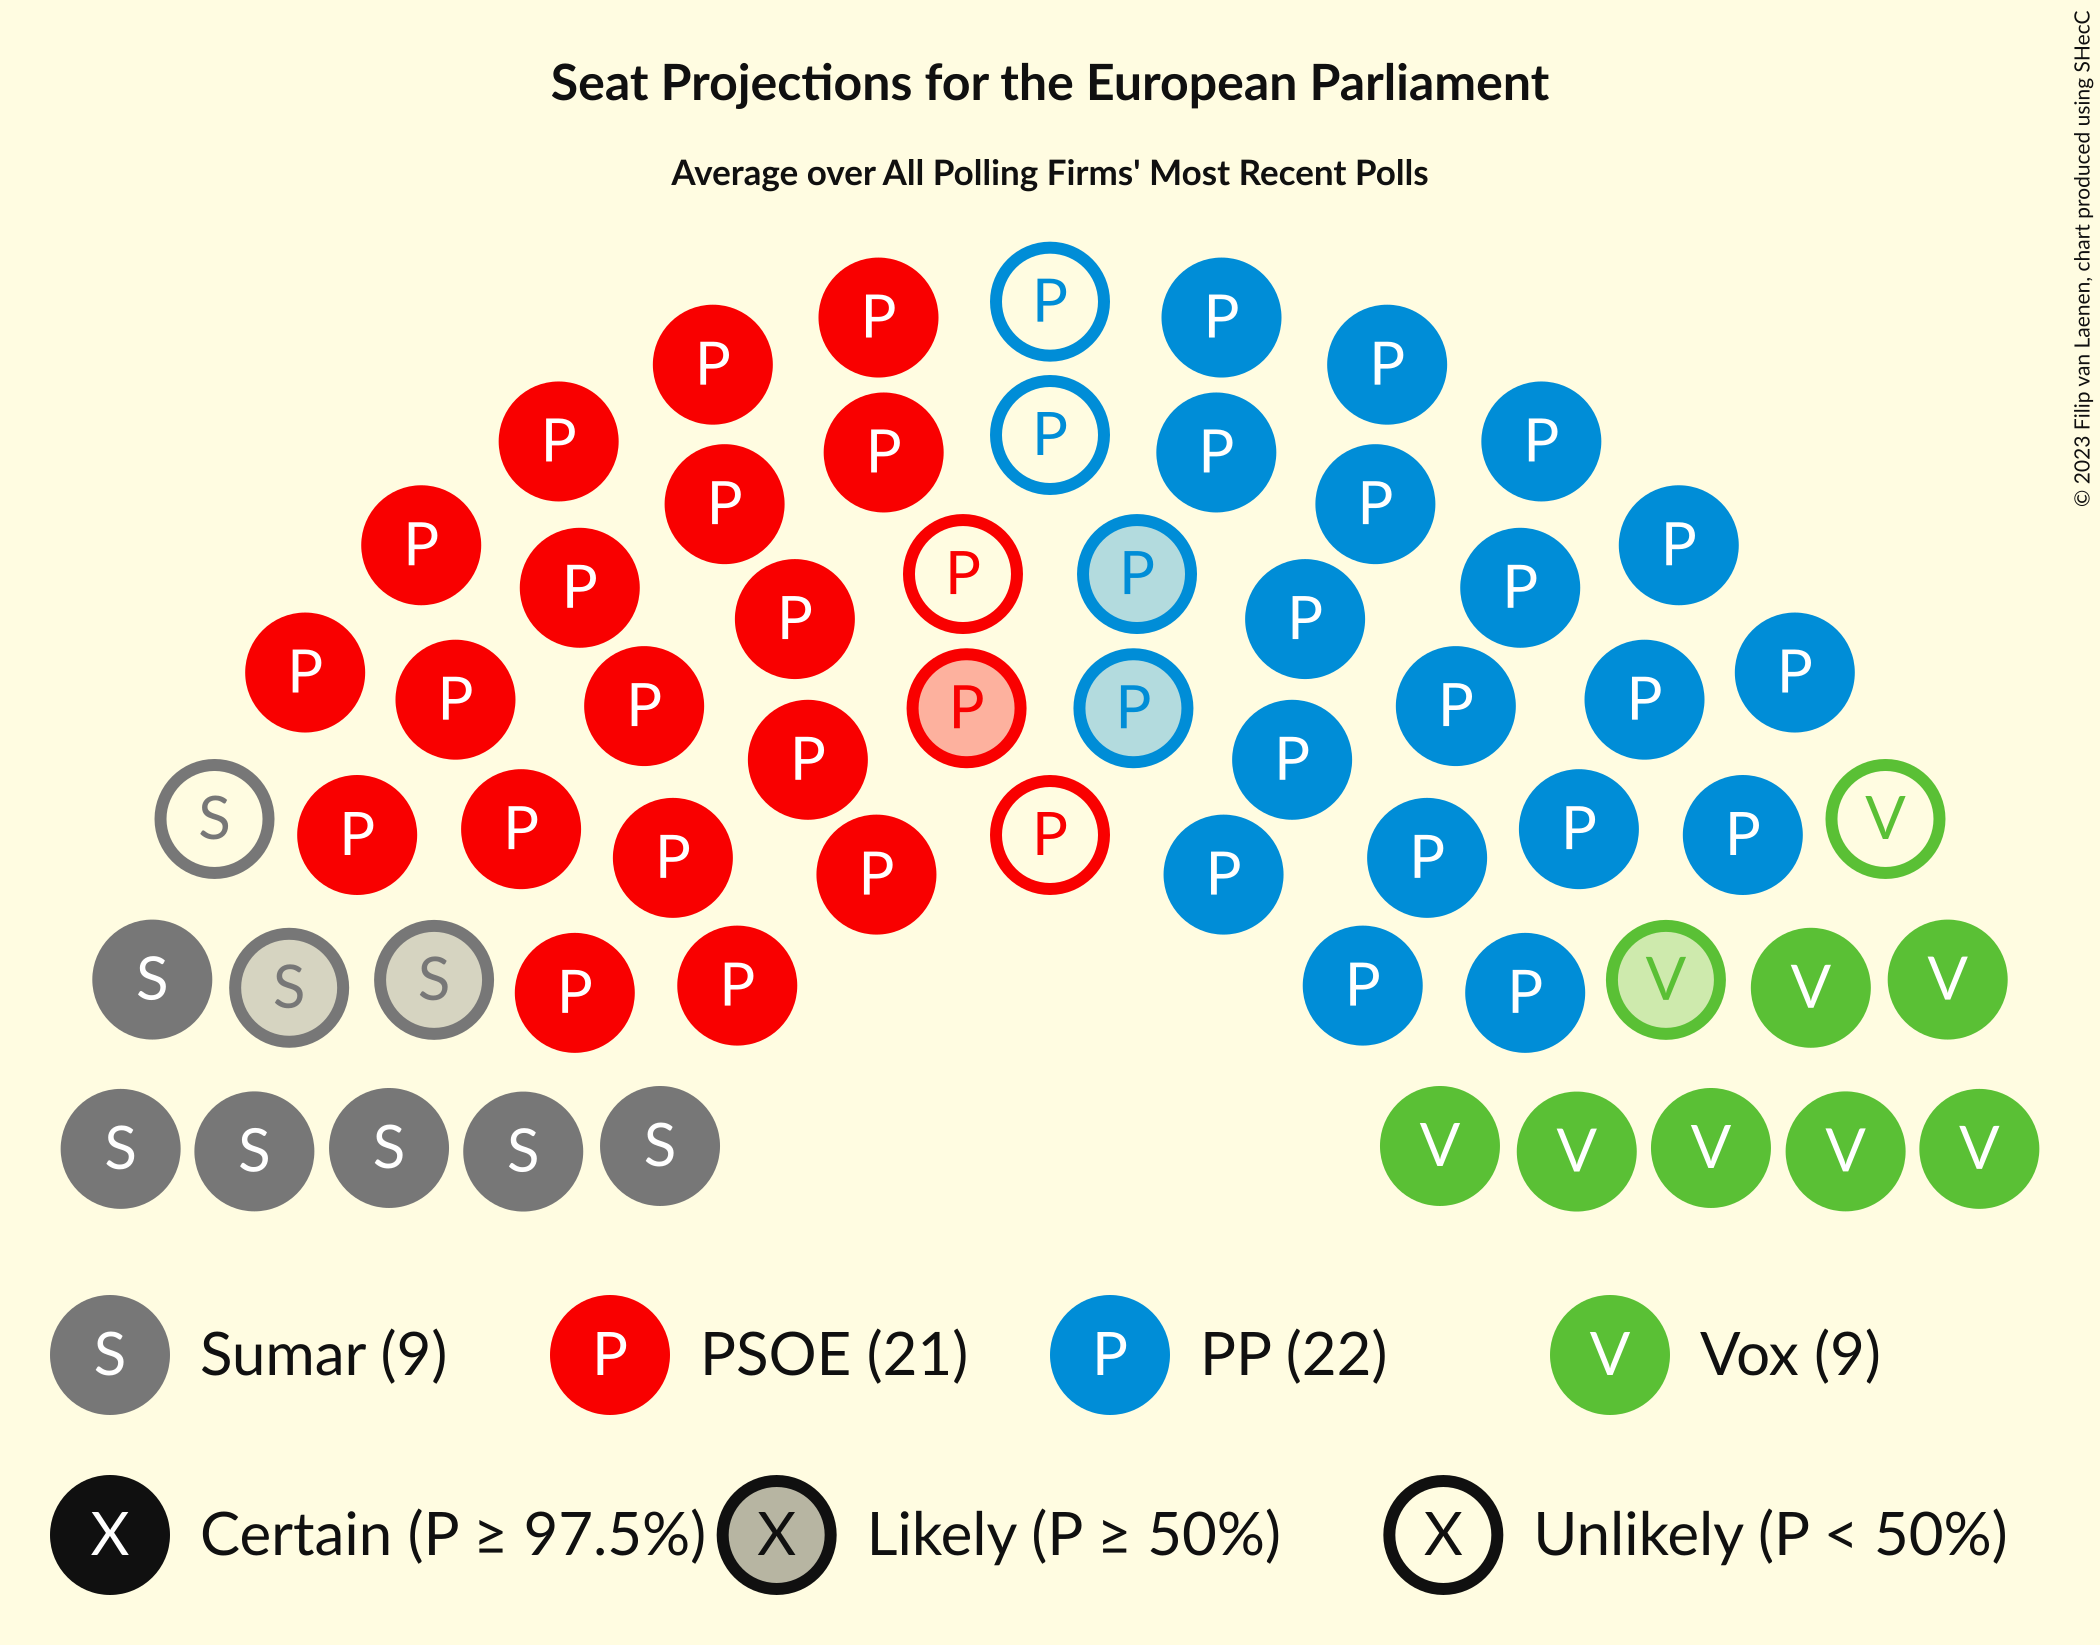 Seat Projections for the European Parliament
Average over All Polling Firms' Most Recent Polls
© 2023 Filip van Laenen, chart produced using SHecC
P
P P
P P
P P
P
P P
P P
P P
P P
P P
P P
P P
P P
P P
P P
P P
P P
P P
P P
S V
P P
P P P
P P
P P
S V
S P P P P V V
S V
S S S S S V V V V V
S Sumar (9) P PSOE (21) P PP (22) V Vox (9)
X Certain (P ≥ 97.5%) X Likely (P ≥ 50%) X Unlikely (P < 50%)